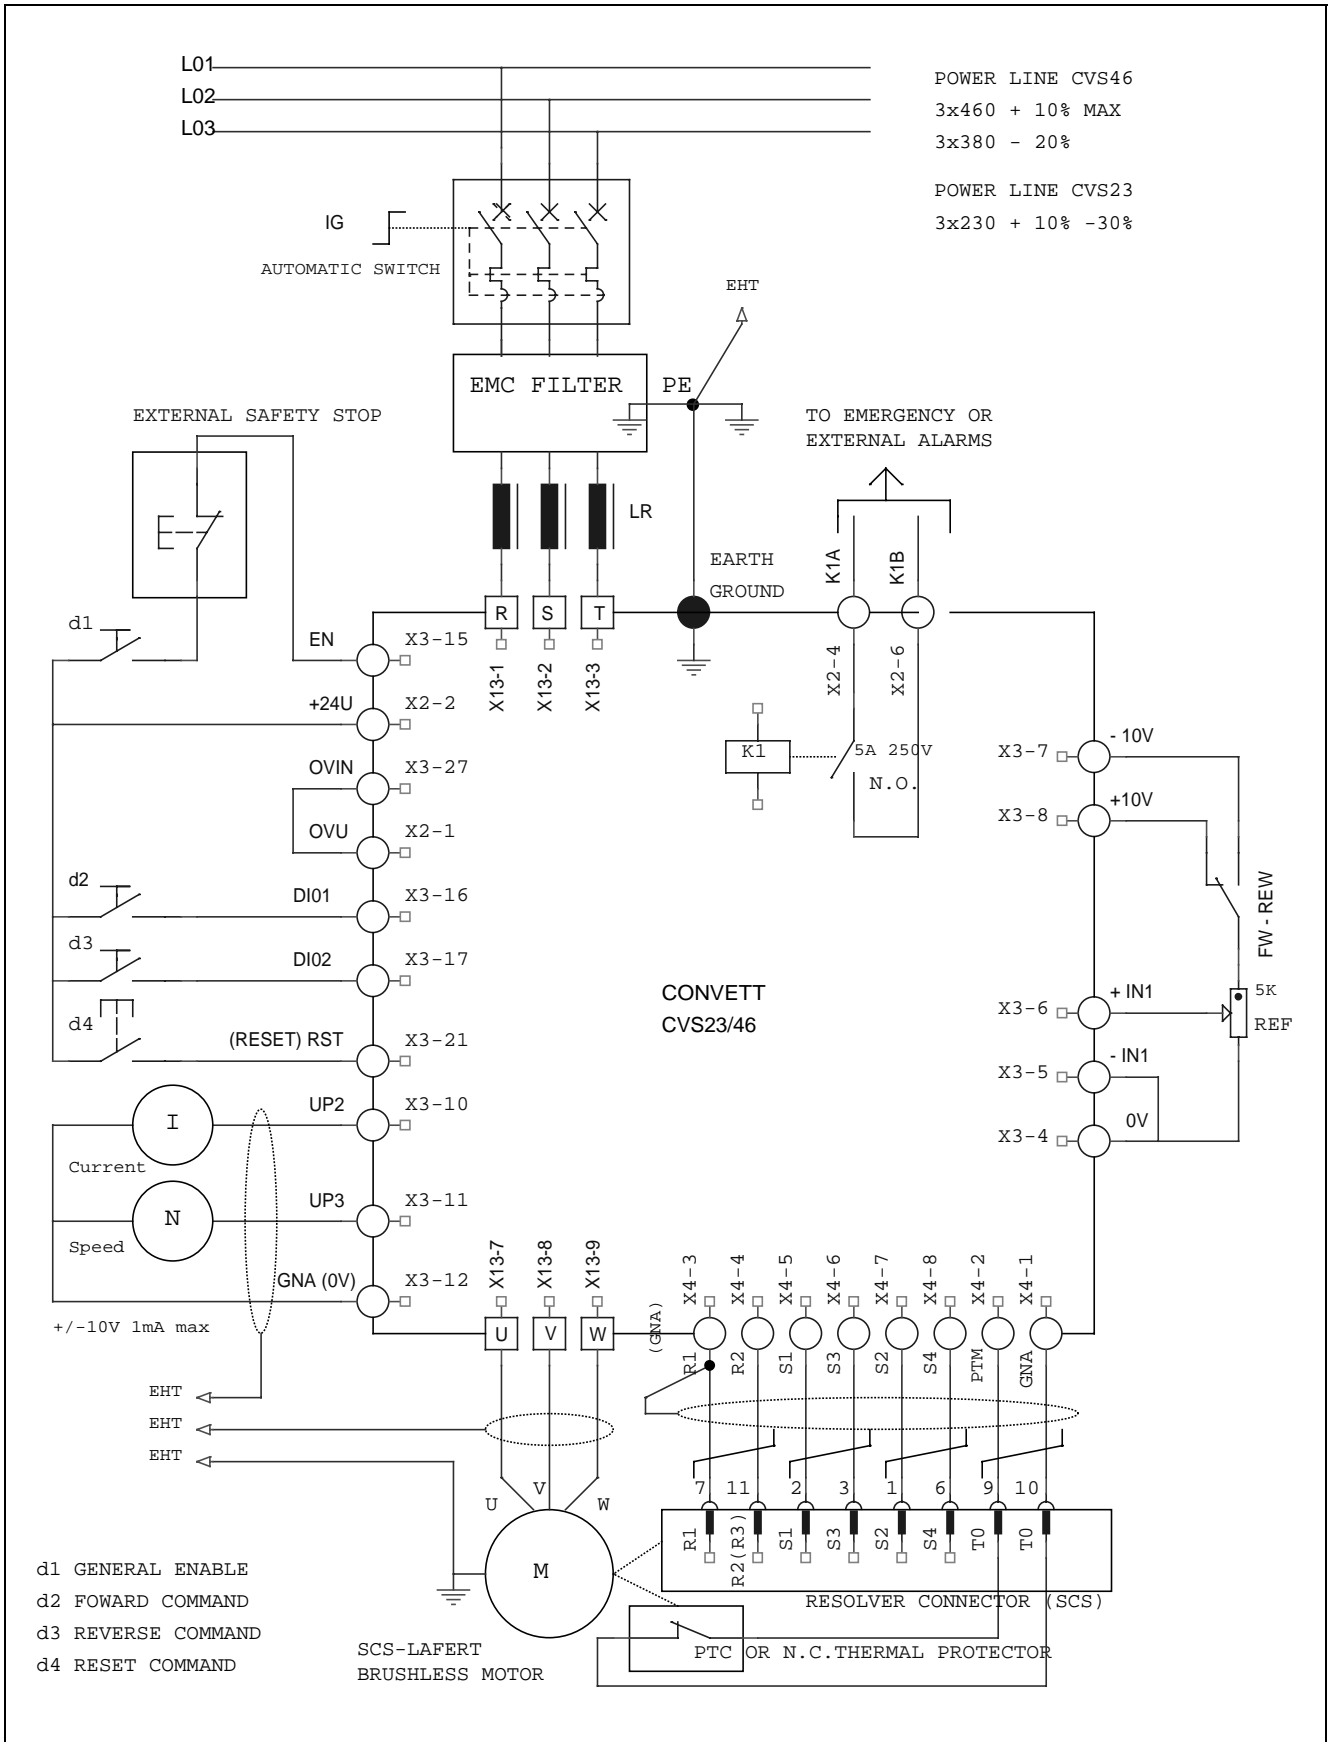 L01
L02
L03
POWER LINE CVS46
3x460 + 10% MAX
3x380 - 20%
POWER LINE CVS23
3x230 + 10% -30%
IG
AUTOMATIC SWITCH
EHT
EMC FILTER
PE
EXTERNAL SAFETY STOP
TO EMERGENCY OR
EXTERNAL ALARMS
LR
EARTH
GROUND
K1A
K1B
R
S
T
d1
EN
X3-15
X13-1
X13-2
X13-3
X2-4
X2-6
+24U
X2-2
K1
5A 250V
N.O.
X3-7
- 10V
OVIN
X3-27
X3-8
+10V
OVU
X2-1
d2
DI01
X3-16
FW - REW
d3
DI02
X3-17
CONVETT
CVS23/46
X3-6
+ IN1
5K
REF
d4
(RESET) RST
X3-21
X3-5
- IN1
I
UP2
X3-10
X3-4
0V
Current
N
UP3
X3-11
Speed
GNA (0V)
X3-12
+/-10V 1mA max
X13-7
X13-8
X13-9
X4-3
X4-4
X4-5
X4-6
X4-7
X4-8
X4-2
X4-1
U
V
W
(GNA)
R1
R2
S1
S3
S2
S4
PTM
GNA
EHT
EHT
EHT
7
11
2
3
1
6
9
10
U
V
W
R1
R2(R3)
S1
S3
S2
S4
T0
T0
M
RESOLVER CONNECTOR (SCS)
d1 GENERAL ENABLE
d2 FOWARD COMMAND
d3 REVERSE COMMAND
d4 RESET COMMAND
SCS-LAFERT
BRUSHLESS MOTOR
PTC OR N.C.THERMAL PROTECTOR